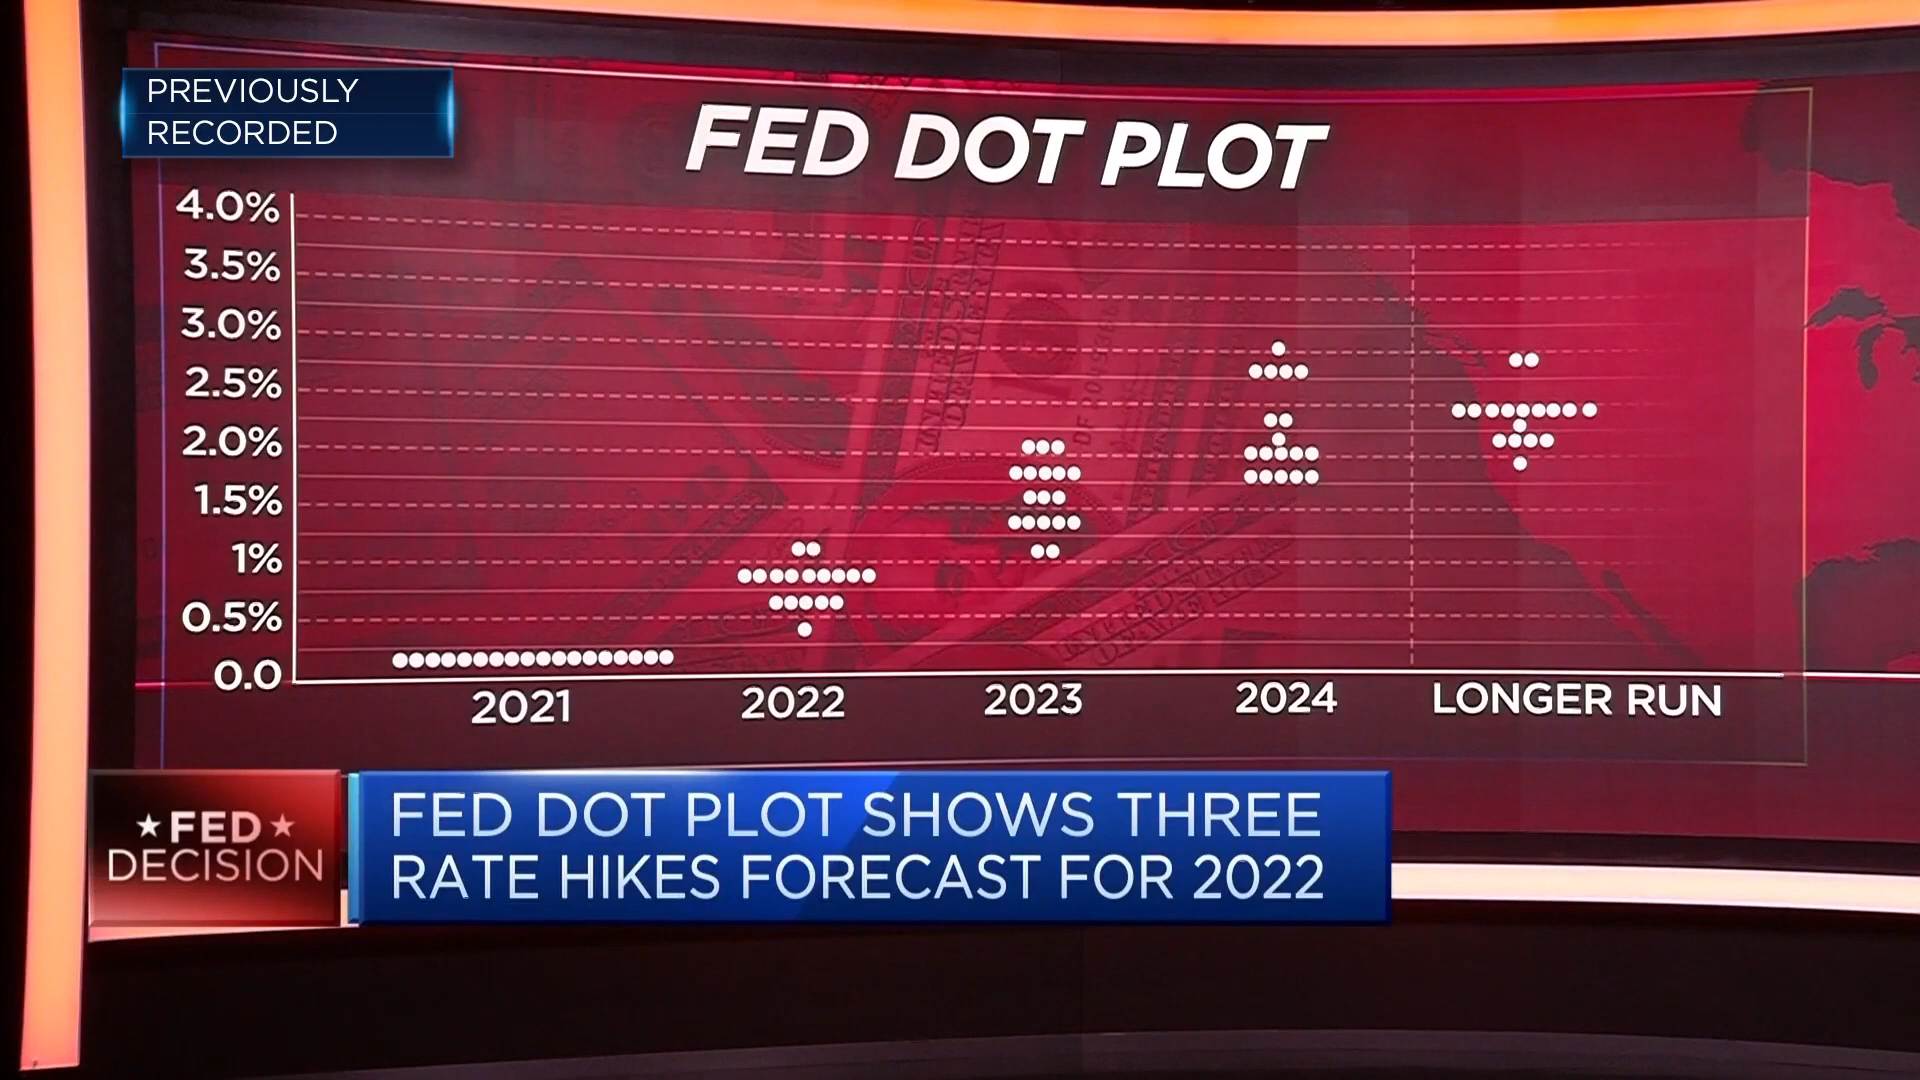 PREVIOUSLY
RECORDED
FED DOT PLOT
4.0%
3.5%
3.0%
2.5%
2.0%
1.5%
1%
0.5%
0.0
2021
2022
2023
2024
LONGER RUN
★FED★
DECISION
FED DOT PLOT SHOWS THREE
RATE HIKES FORECAST FOR 2022